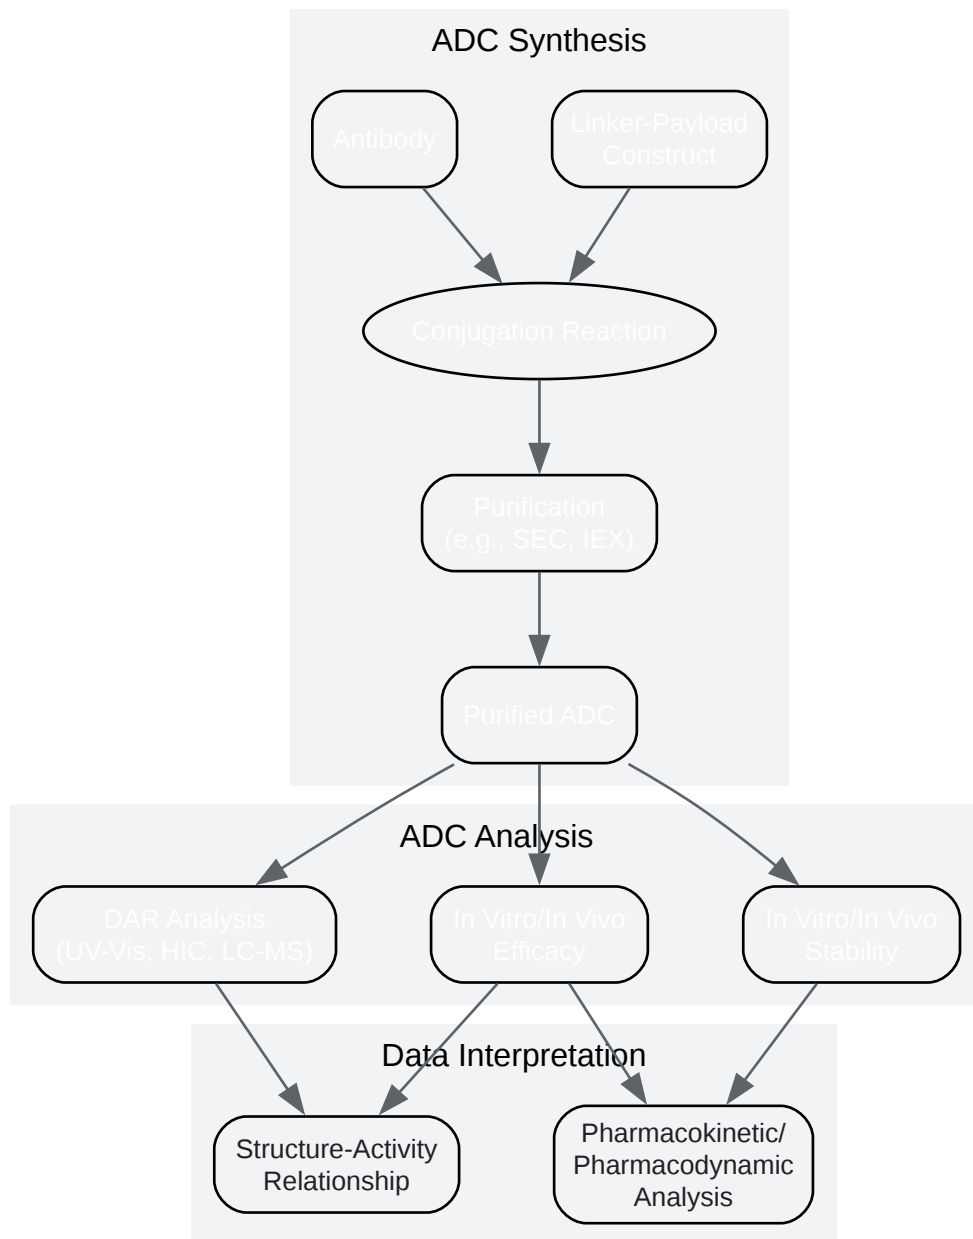 ADC Synthesis
Antibody
Linker-Payload
Construct
Conjugation Reaction
Purification
(e.g., SEC, IEX)
Purified ADC
ADC Analysis
DAR Analysis
(UV-Vis, HIC, LC-MS)
In Vitro/In Vivo
Efficacy
In Vitro/In Vivo
Stability
Data Interpretation
Structure-Activity
Relationship
Pharmacokinetic/
Pharmacodynamic
Analysis